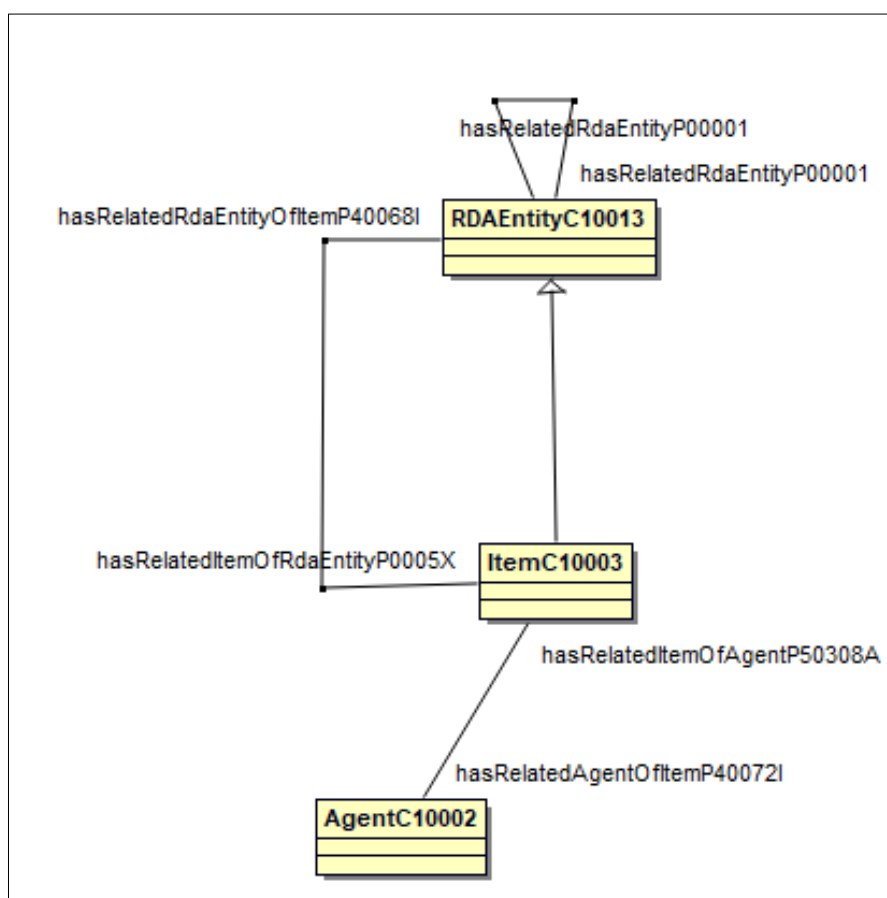 hasRelatedRdaEntityP00001
hasRelatedRdaEntityP00001
hasRelatedRdaEntityOfItemP40068I
RDAEntityC10013
hasRelatedItemOfRdaEntityP0005X
ItemC10003
hasRelatedItemOfAgentP50308A
hasRelatedAgentOfItemP40072I
AgentC10002